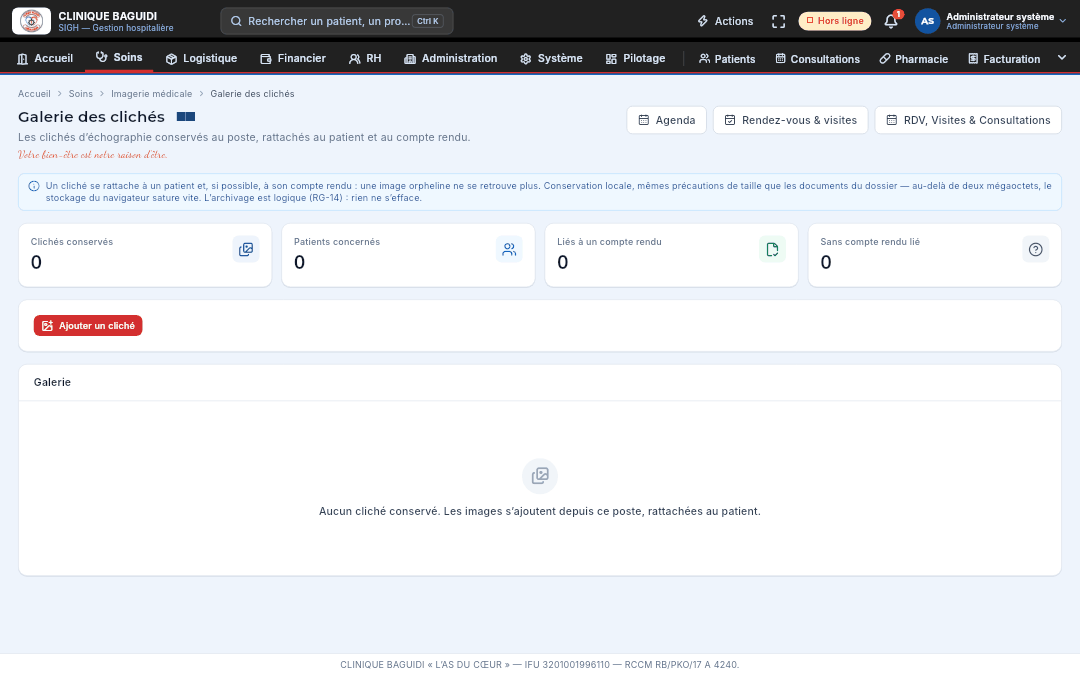 CLINIQUE BAGUIDI
SIGH — Gestion hospitalière
Rechercher un patient, un pro... Ctrl K
Actions
Hors ligne
1
AS
Administrateur système
Administrateur système
Accueil
Soins
Logistique
Financier
RH
Administration
Système
Pilotage
Patients
Consultations
Pharmacie
Facturation
Accueil > Soins > Imagerie médicale > Galerie des clichés
Galerie des clichés
Les clichés d'échographie conservés au poste, rattachés au patient et au compte rendu.
Votre bien-être est notre raison d'être.
Agenda
Rendez-vous & visites
RDV, Visites & Consultations
Un cliché se rattache à un patient et, si possible, à son compte rendu : une image orpheline ne se retrouve plus. Conservation locale, mêmes précautions de taille que les documents du dossier — au-delà de deux mégaoctets, le
stockage du navigateur sature vite. L'archivage est logique (RG-14) : rien ne s'efface.
Clichés conservés
0
Patients concernés
0
Liés à un compte rendu
0
Sans compte rendu lié
0
Ajouter un cliché
Galerie
Aucun cliché conservé. Les images s'ajoutent depuis ce poste, rattachées au patient.
CLINIQUE BAGUIDI « L'AS DU CŒUR » — IFU 3201001996110 — RCCM RB/PKO/17 A 4240.